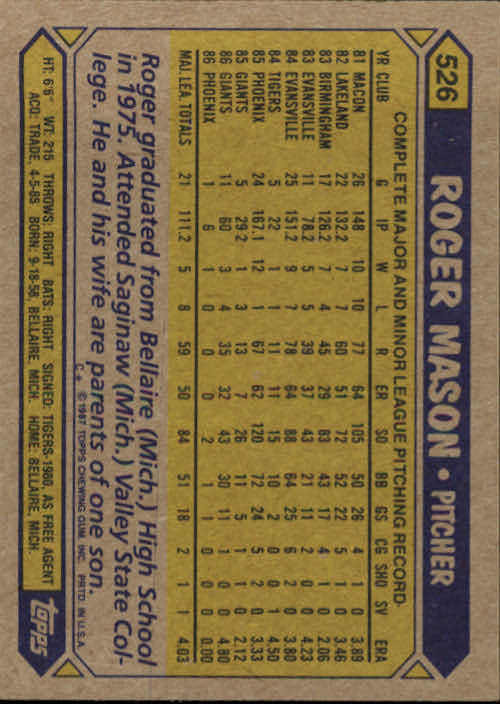 526 ROGER MASON • PITCHER
COMPLETE MAJOR AND MINOR LEAGUE PITCHING RECORD
YR CLUB G IP W L R ER SO BB GS CG SHO SV ERA
81 MACON 26 148 10 10 77 64 105 50 26 4 1 0 3.89
82 LAKELAND 22 132.2 7 7 60 51 72 52 22 5 1 0 3.46
83 BIRMINGHAM 17 126.2 7 4 45 29 83 43 17 4 1 0 2.06
83 EVANSVILLE 11 78.2 5 5 39 37 43 21 11 2 0 0 4.23
84 EVANSVILLE 25 151.2 9 7 78 64 88 64 25 6 2 0 3.80
84 TIGERS 5 22 1 1 11 11 15 10 2 0 0 1 4.50
85 PHOENIX 24 167.1 12 1 67 62 120 72 24 5 1 0 3.33
85 GIANTS 5 29.2 1 3 13 7 26 11 5 1 1 0 2.12
86 GIANTS 11 60 3 4 35 32 43 30 11 1 0 0 4.80
86 PHOENIX 1 6 1 0 0 0 2 1 1 0 0 0 0.00
MAJ. LEA. TOTALS 21 111.2 5 8 59 50 84 51 18 2 1 1 4.03
Roger graduated from Bellaire (Mich.) High School
in 1975. Attended Saginaw (Mich.) Valley State Col-
lege. He and his wife are parents of one son.
C* © 1987 TOPPS CHEWING GUM, INC. PRTD. IN U.S.A.
HT: 6'6" WT: 215 THROWS: RIGHT BATS: RIGHT SIGNED: TIGERS-1980, AS FREE AGENT
ACQ: TRADE, 4-5-85 BORN: 9-18-58, BELLAIRE, MICH. HOME: BELLAIRE, MICH.
TOPPS